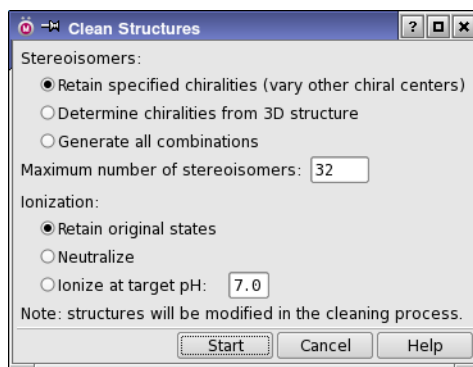 Clean Structures
Stereoisomers:
Retain specified chiralities (vary other chiral centers)
Determine chiralities from 3D structure
Generate all combinations
Maximum number of stereoisomers: 32
Ionization:
Retain original states
Neutralize
Ionize at target pH: 7.0
Note: structures will be modified in the cleaning process.
Start Cancel Help